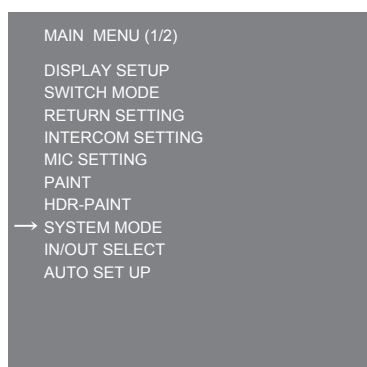 MAIN MENU (1/2)
DISPLAY SETUP
SWITCH MODE
RETURN SETTING
INTERCOM SETTING
MIC SETTING
PAINT
HDR-PAINT
→ SYSTEM MODE
IN/OUT SELECT
AUTO SET UP